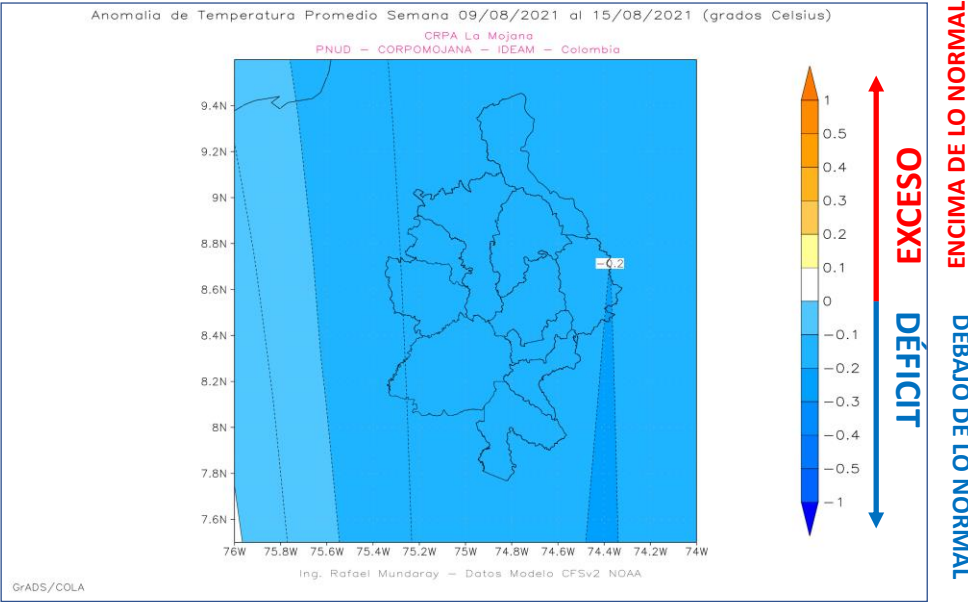 Anomalia de Temperatura Promedio Semana 09/08/2021 al 15/08/2021 (grados Celsius)
CRPA La Mojana
PNUD – CORPOMOJANA – IDEAM – Colombia
9.4N
9.2N
9N
8.8N
8.6N
8.4N
8.2N
8N
7.8N
7.6N
76W 75.8W 75.6W 75.4W 75.2W 75W 74.8W 74.6W 74.4W 74.2W 74W
−0.2
1
0.5
0.4
0.3
0.2
0.1
0
−0.1
−0.2
−0.3
−0.4
−0.5
−1
EXCESO
DÉFICIT
ENCIMA DE LO NORMAL
DEBAJO DE LO NORMAL
Ing. Rafael Mundaray – Datos Modelo CFSv2 NOAA
GrADS/COLA